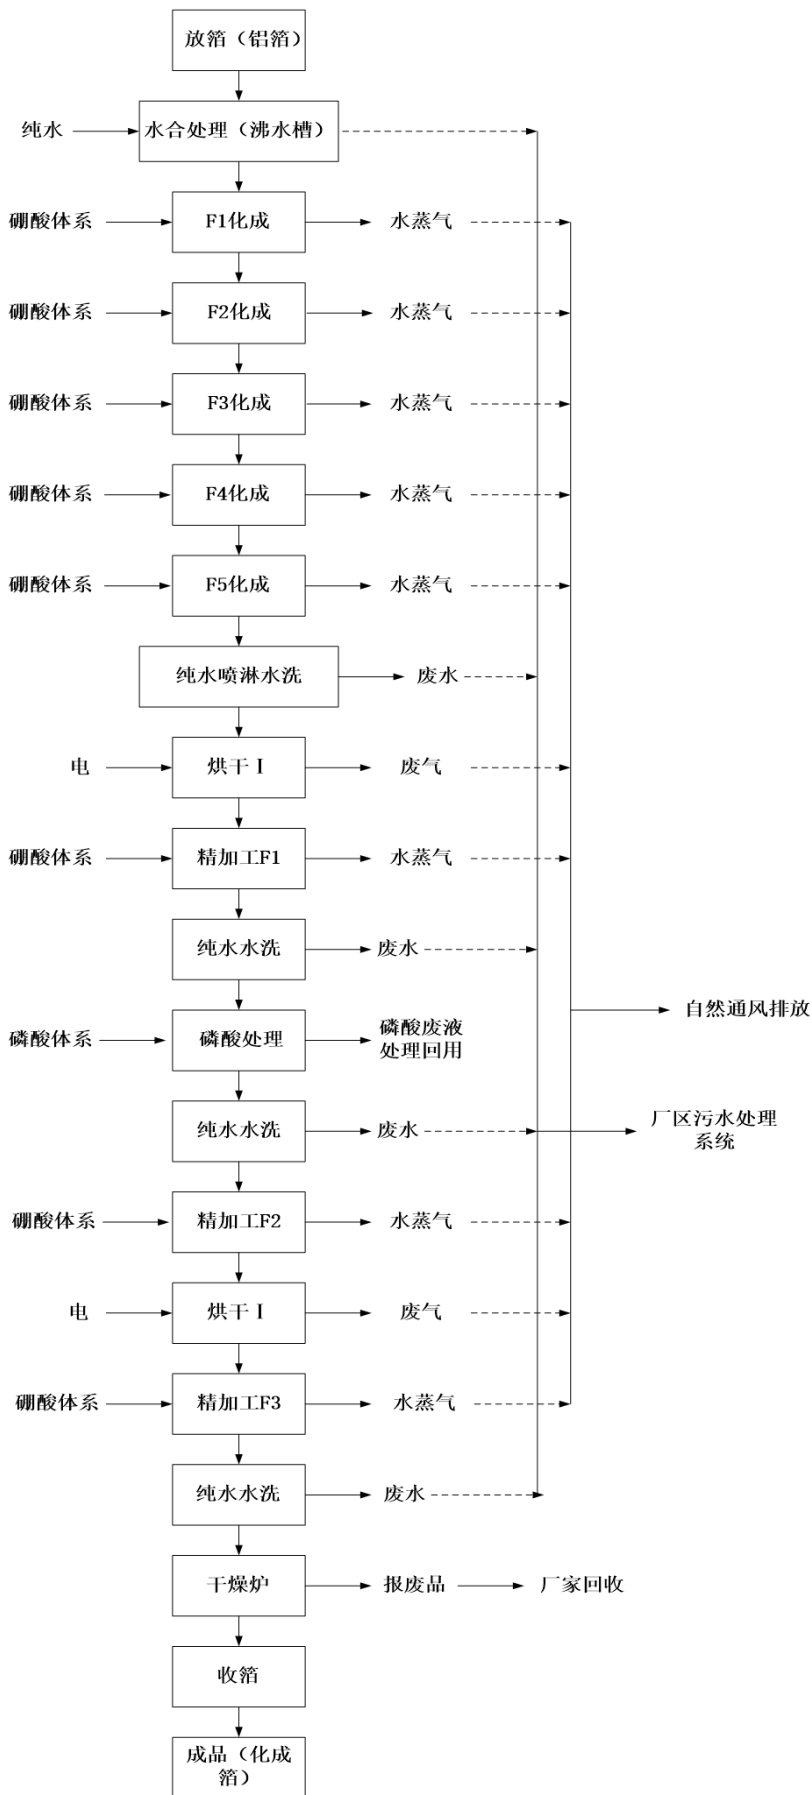 放箔（铝箔）
纯水
水合处理（沸水槽）
硼酸体系
F1化成
水蒸气
硼酸体系
F2化成
水蒸气
硼酸体系
F3化成
水蒸气
硼酸体系
F4化成
水蒸气
硼酸体系
F5化成
水蒸气
纯水喷淋水洗
废水
电
烘干Ⅰ
废气
硼酸体系
精加工F1
水蒸气
纯水水洗
废水
自然通风排放
磷酸体系
磷酸处理
磷酸废液
处理回用
纯水水洗
废水
厂区污水处理
系统
硼酸体系
精加工F2
水蒸气
电
烘干Ⅰ
废气
硼酸体系
精加工F3
水蒸气
纯水水洗
废水
干燥炉
报废品
厂家回收
收箔
成品（化成
箔）